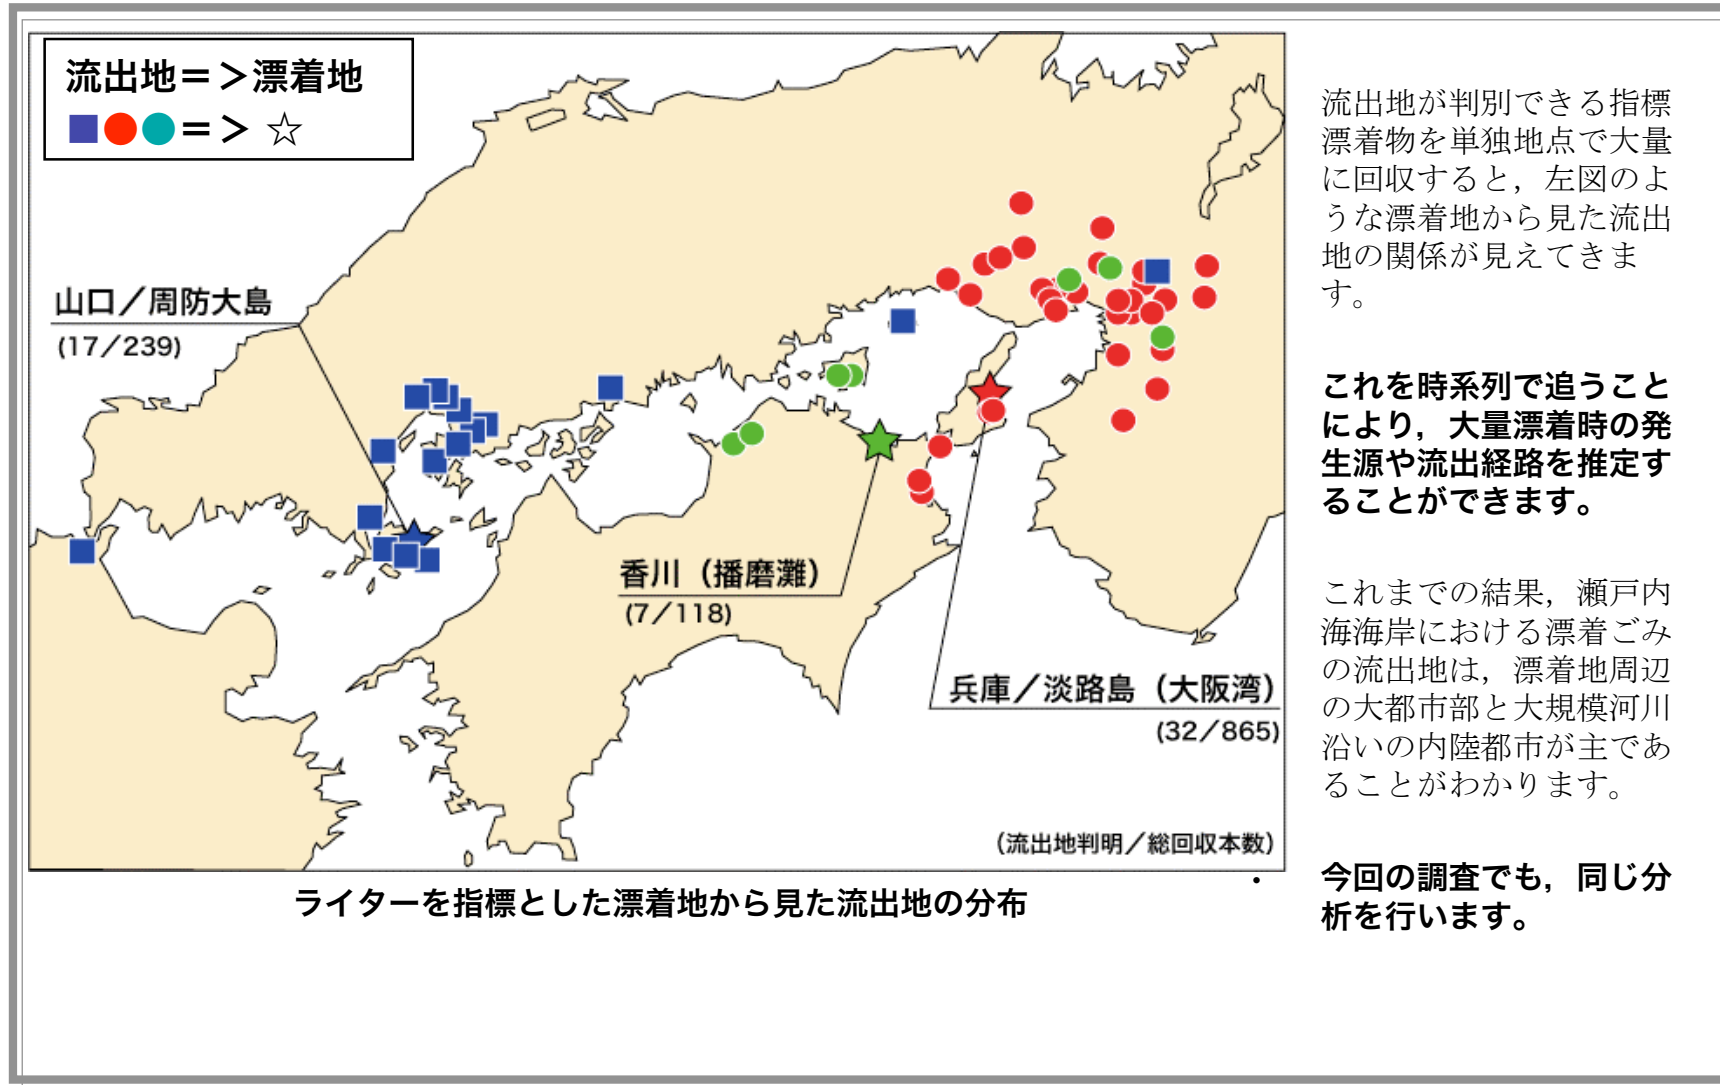 流出地=>漂着地
■●●=> ☆
山口/周防大島
(17/239)
香川(播磨灘)
(7/118)
兵庫/淡路島(大阪湾)
(32/865)
(流出地判明/総回収本数)
ライターを指標とした漂着地から見た流出地の分布
流出地が判別できる指標
漂着物を単独地点で大量
に回収すると，左図のよ
うな漂着地から見た流出
地の関係が見えてきま
す。
これを時系列で追うこと
により，大量漂着時の発
生源や流出経路を推定す
ることができます。
これまでの結果，瀬戸内
海海岸における漂着ごみ
の流出地は，漂着地周辺
の大都市部と大規模河川
沿いの内陸都市が主であ
ることがわかります。
今回の調査でも，同じ分
析を行います。